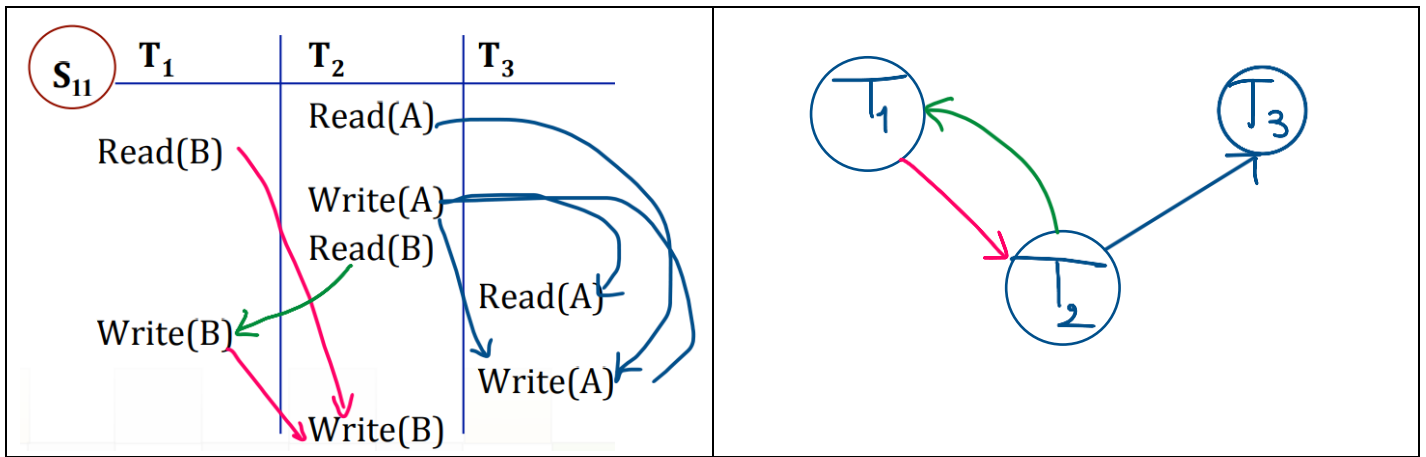 S₁₁ T₁ T₂ T₃
Read(A)
Read(B)
Write(A)
Read(B)
Read(A)
Write(B)
Write(A)
Write(B)
T₁ T₃
T₂